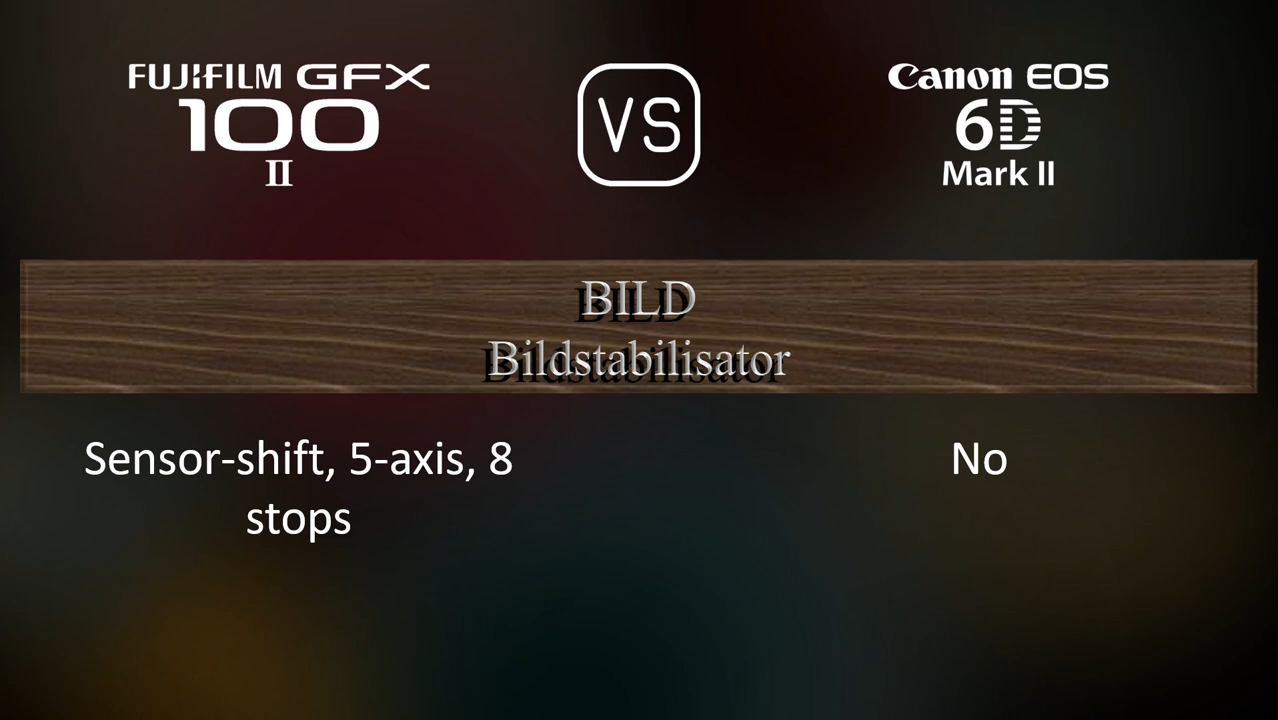 FUJIFILM GFX
100
II
VS
Canon EOS
6D
Mark II
BILD
Bildstabilisator
Sensor-shift, 5-axis, 8
stops
No